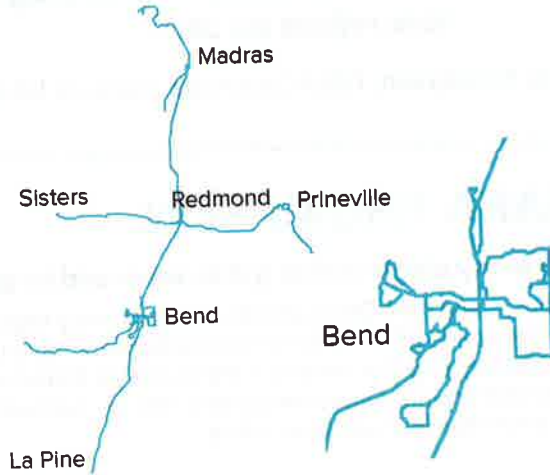 Madras
Sisters
Redmond
Prineville
Bend
Bend
La Pine